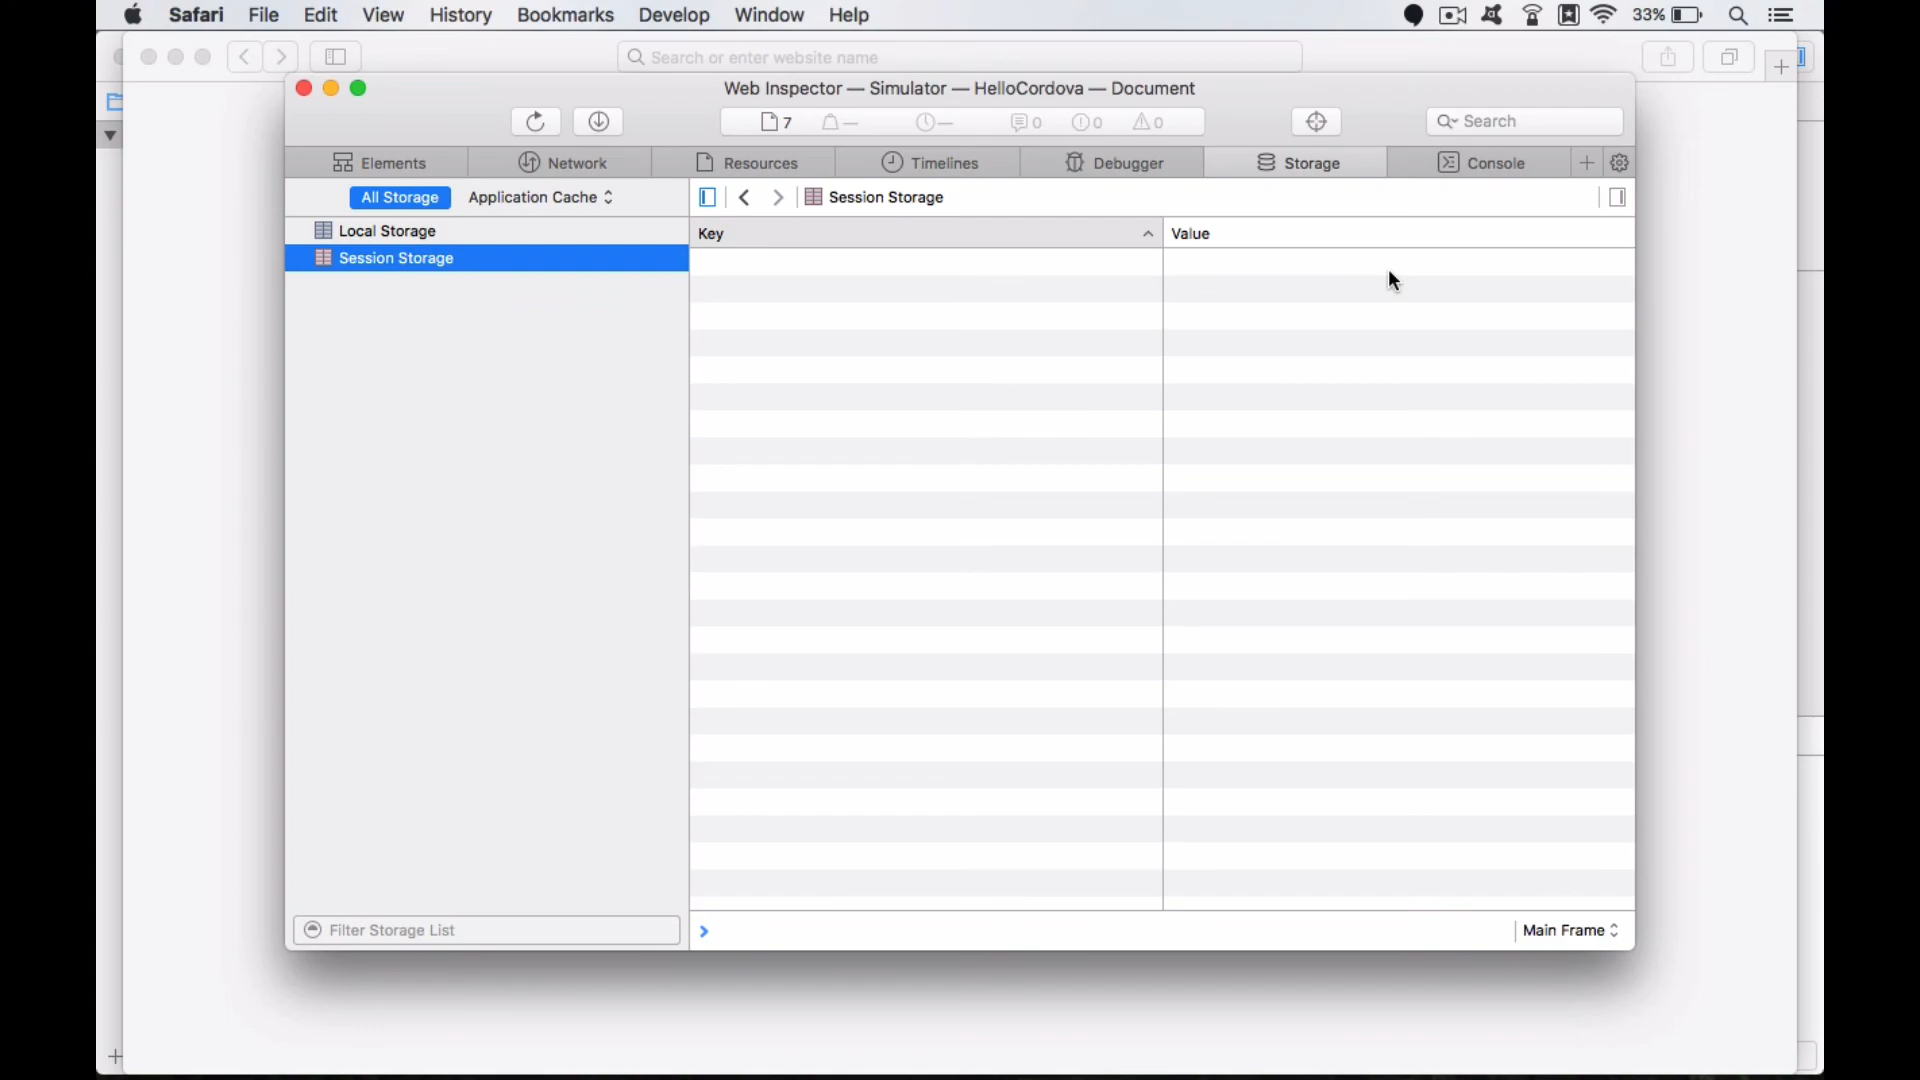 Safari File Edit View History Bookmarks Develop Window Help 33%
Search or enter website name
Web Inspector — Simulator — HelloCordova — Document
7 — — 0 0 0 Search
Elements Network Resources Timelines Debugger Storage Console
All Storage Application Cache Session Storage
Local Storage
Key Value
Session Storage
Filter Storage List
Main Frame